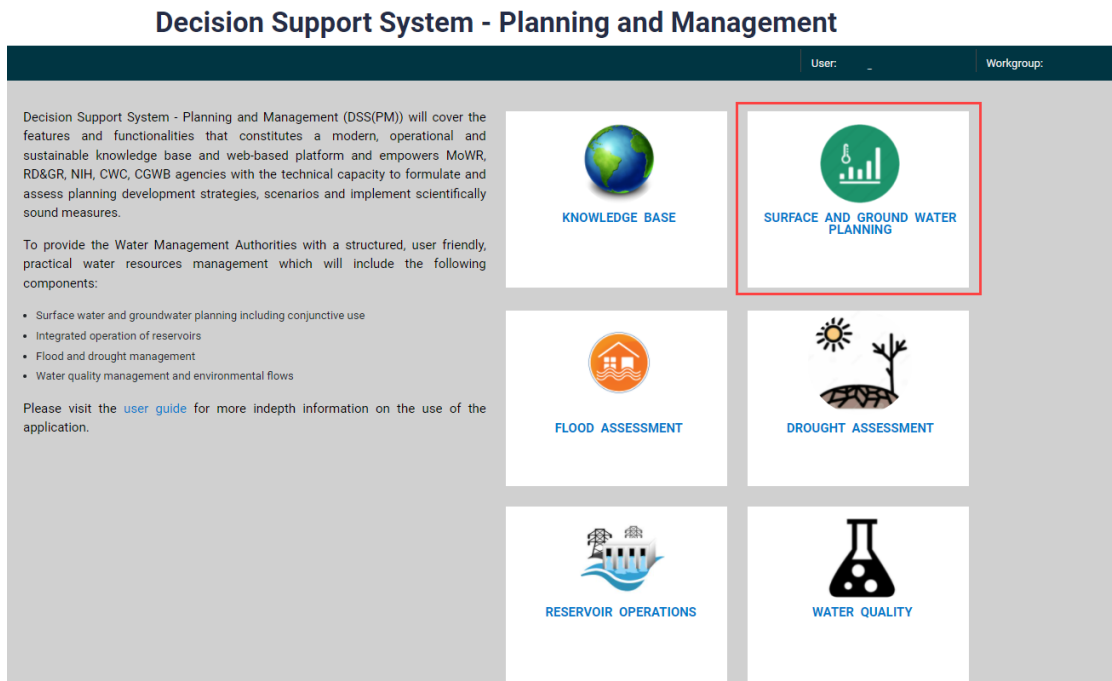 Decision Support System - Planning and Management
User: _
Workgroup:
Decision Support System - Planning and Management (DSS(PM)) will cover the
features and functionalities that constitutes a modern, operational and
sustainable knowledge base and web-based platform and empowers MoWR,
RD&GR, NIH, CWC, CGWB agencies with the technical capacity to formulate and
assess planning development strategies, scenarios and implement scientifically
sound measures.
To provide the Water Management Authorities with a structured, user friendly,
practical water resources management which will include the following
components:
• Surface water and groundwater planning including conjunctive use
• Integrated operation of reservoirs
• Flood and drought management
• Water quality management and environmental flows
Please visit the user guide for more indepth information on the use of the
application.
KNOWLEDGE BASE
SURFACE AND GROUND WATER
PLANNING
FLOOD ASSESSMENT
DROUGHT ASSESSMENT
RESERVOIR OPERATIONS
WATER QUALITY